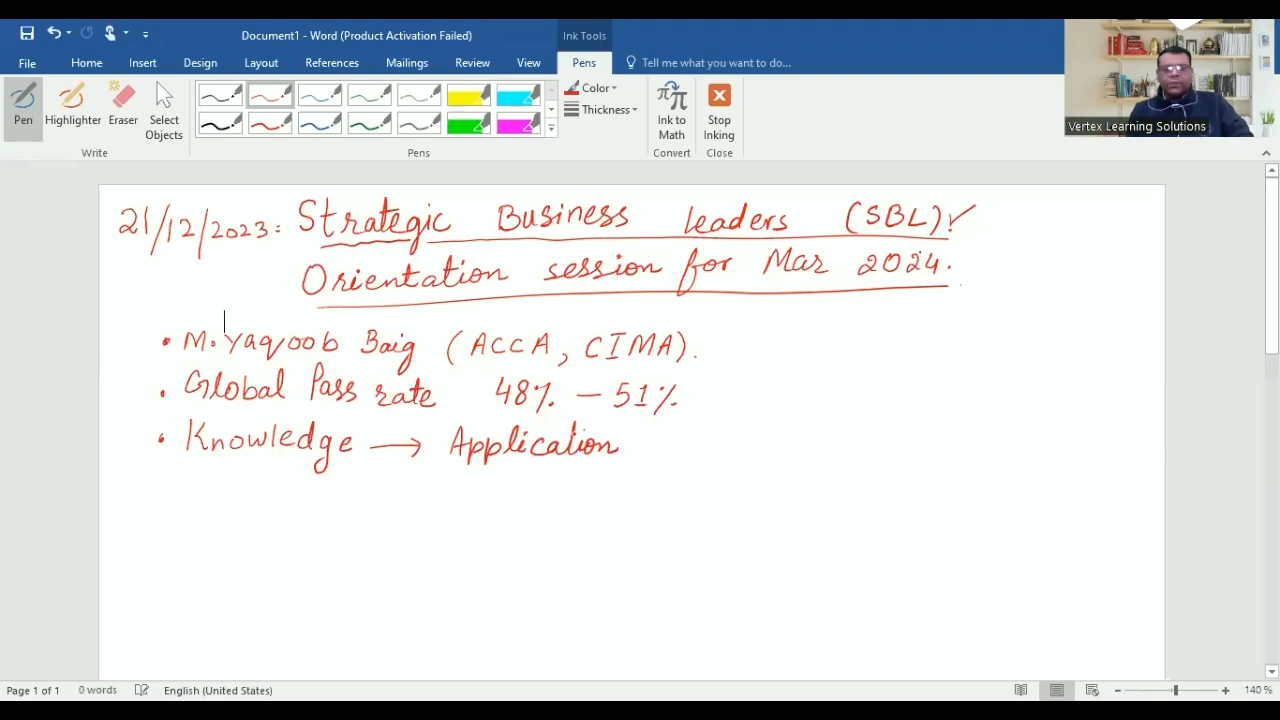 Document1 - Word (Product Activation Failed)
Ink Tools
File
Home
Insert
Design
Layout
References
Mailings
Review
View
Pens
Tell me what you want to do...
Pen
Highlighter
Eraser
Select Objects
Color
Thickness
Ink to Math
Stop Inking
Write
Pens
Convert
Close
Vertex Learning Solutions
21/12/2023: Strategic Business leaders (SBL)✓
Orientation session for Mar 2024.
• M. Yaqoob Baig (ACCA, CIMA).
• Global Pass rate 48% – 51%
• Knowledge → Application
Page 1 of 1
0 words
English (United States)
140 %